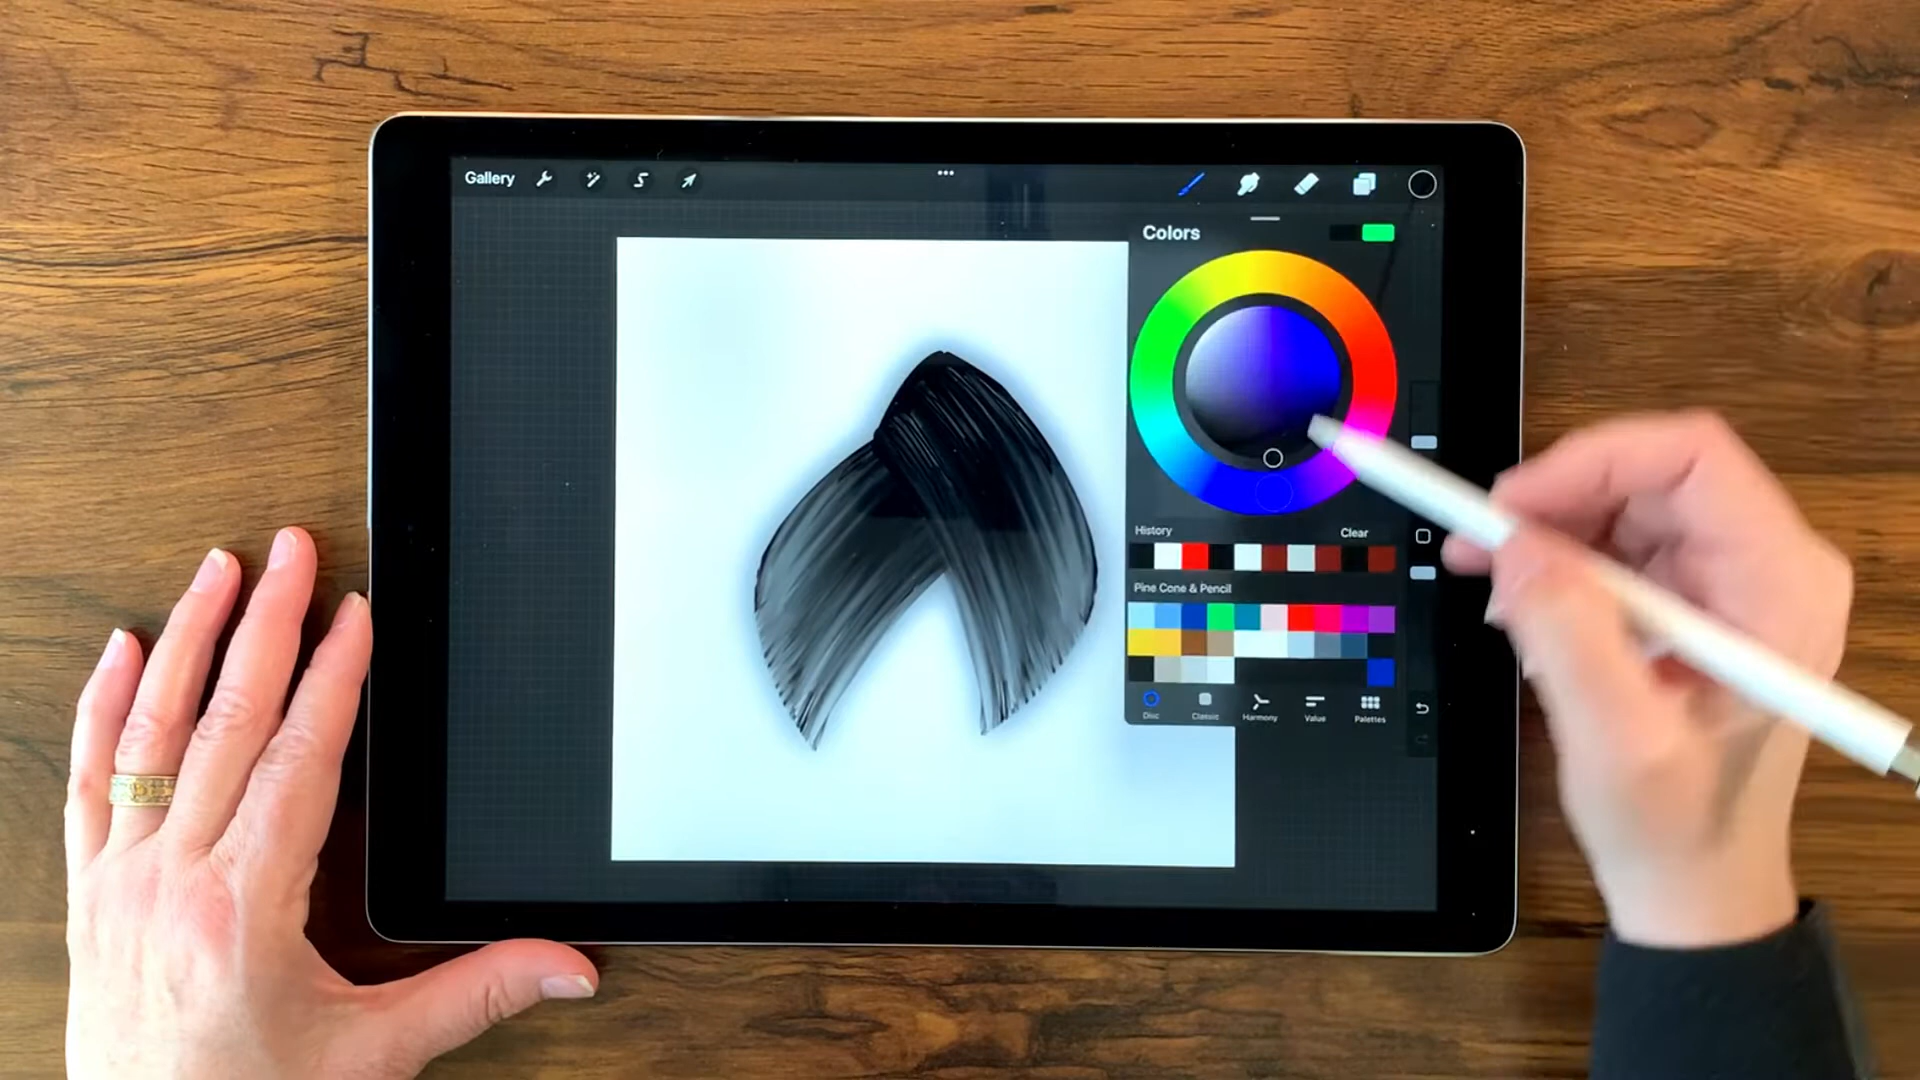 Gallery
Colors
History Clear
Pine Cone & Pencil
Disc Classic Harmony Value Palettes